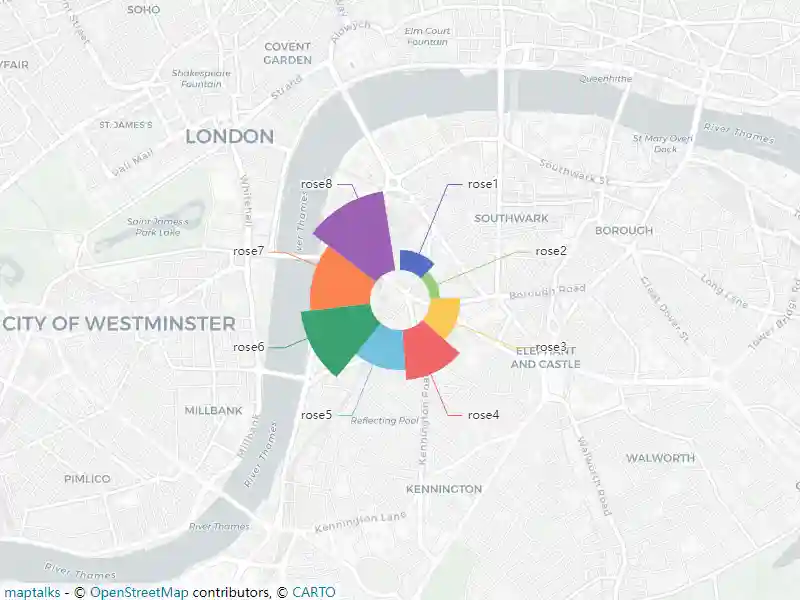 SOHO
Aldwych
Elm Court
Fountain
COVENT
GARDEN
Shakespeare
Fountain
Strand
Queenhithe
ST JAMES'S
LONDON
River Thames
St Mary Overy
Dock
Pall Mall
Southwark St
Whitehall
rose8
rose1
SOUTHWARK
Saint James's
Park Lake
River Thames
BOROUGH
rose7
rose2
Long Lane
Borough Road
Great Dover St
Tower Bridge Road
CITY OF WESTMINSTER
rose6
rose3
ELEPHANT
AND CASTLE
MILLBANK
rose5
Reflecting Pool
rose4
Kennington Road
Millbank
River Thames
WALWORTH
Walworth Road
PIMLICO
KENNINGTON
Kennington Lane
River Thames
River Thames
maptalks - © OpenStreetMap contributors, © CARTO